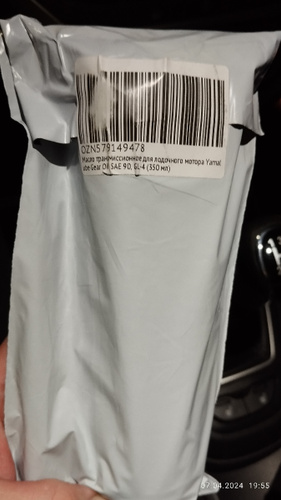 OZN579149478
Масло трансмиссионное для лодочного мотора Yamal
ube Gear Oil SAE 90, GL-4 (350 мл)
07.04.2024 19:55